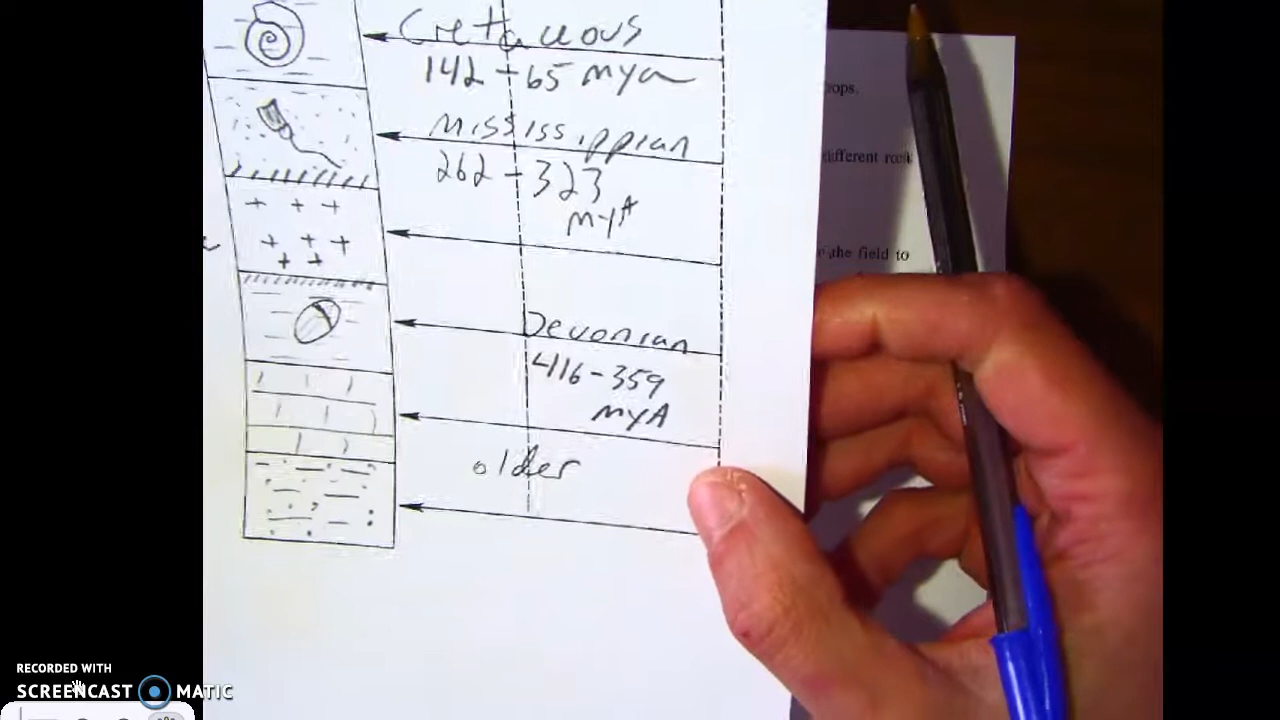 Cretaceous
142 - 65 mya
Mississippian
262 - 323
MYA
Devonian
416-359
MYA
older
different rock
the field to
RECORDED WITH
SCREENCAST MATIC